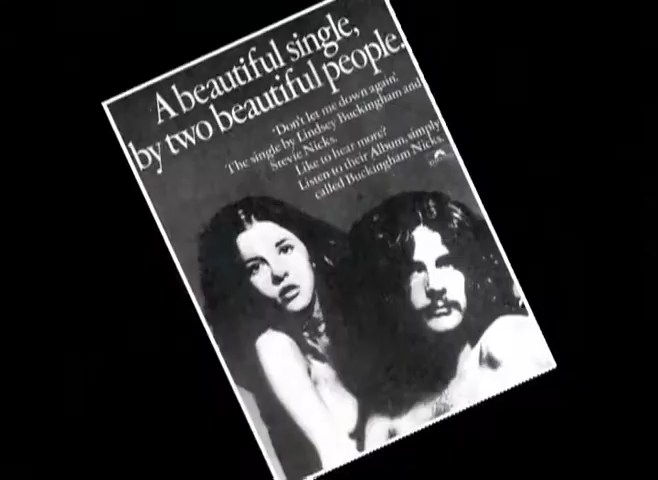 A beautiful single,
by two beautiful people.
'Don't let me down again'.
The single by Lindsey Buckingham and
Stevie Nicks.
Like to hear more?
Listen to their Album, simply
called Buckingham Nicks.